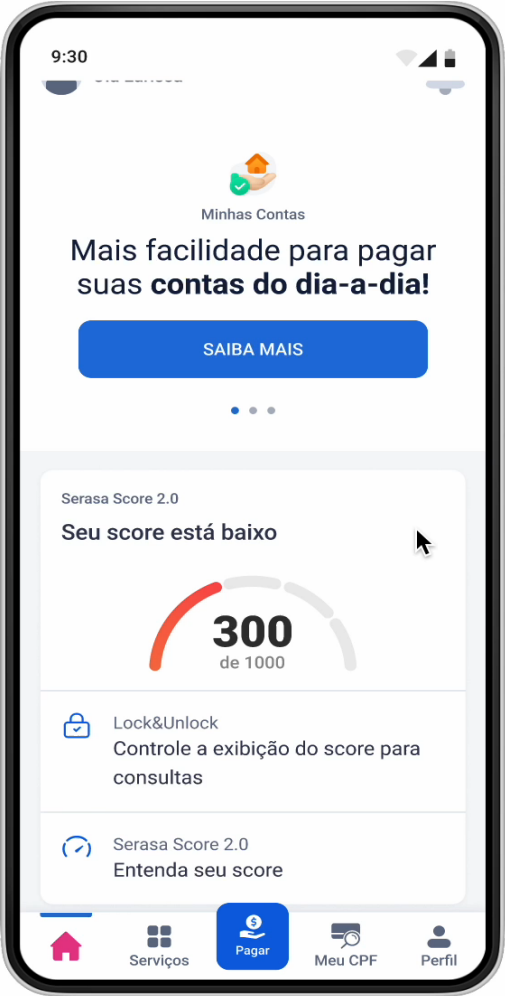 9:30
Minhas Contas
Mais facilidade para pagar
suas contas do dia-a-dia!
SAIBA MAIS
Serasa Score 2.0
Seu score está baixo
300
de 1000
Lock&Unlock
Controle a exibição do score para
consultas
Serasa Score 2.0
Entenda seu score
$
Serviços
Pagar
Meu CPF
Perfil